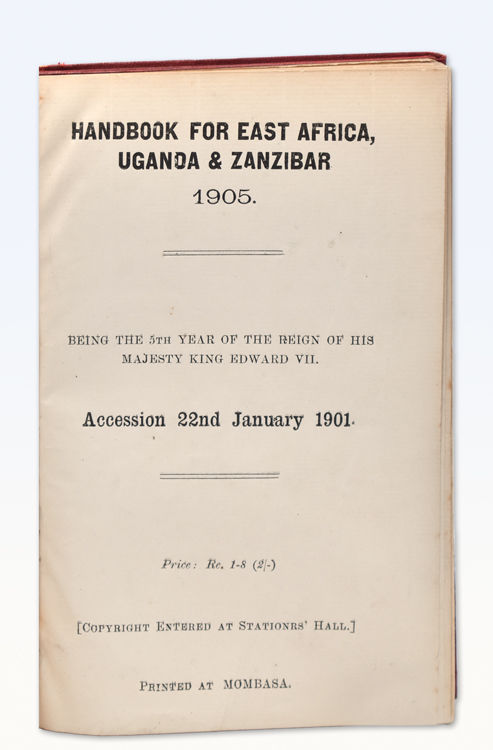 HANDBOOK FOR EAST AFRICA,
UGANDA & ZANZIBAR
1905.
BEING THE 5TH YEAR OF THE REIGN OF HIS
MAJESTY KING EDWARD VII.
Accession 22nd January 1901.
Price: Re. 1-8 (2/-)
[COPYRIGHT ENTERED AT STATIONRS' HALL.]
PRINTED AT MOMBASA.